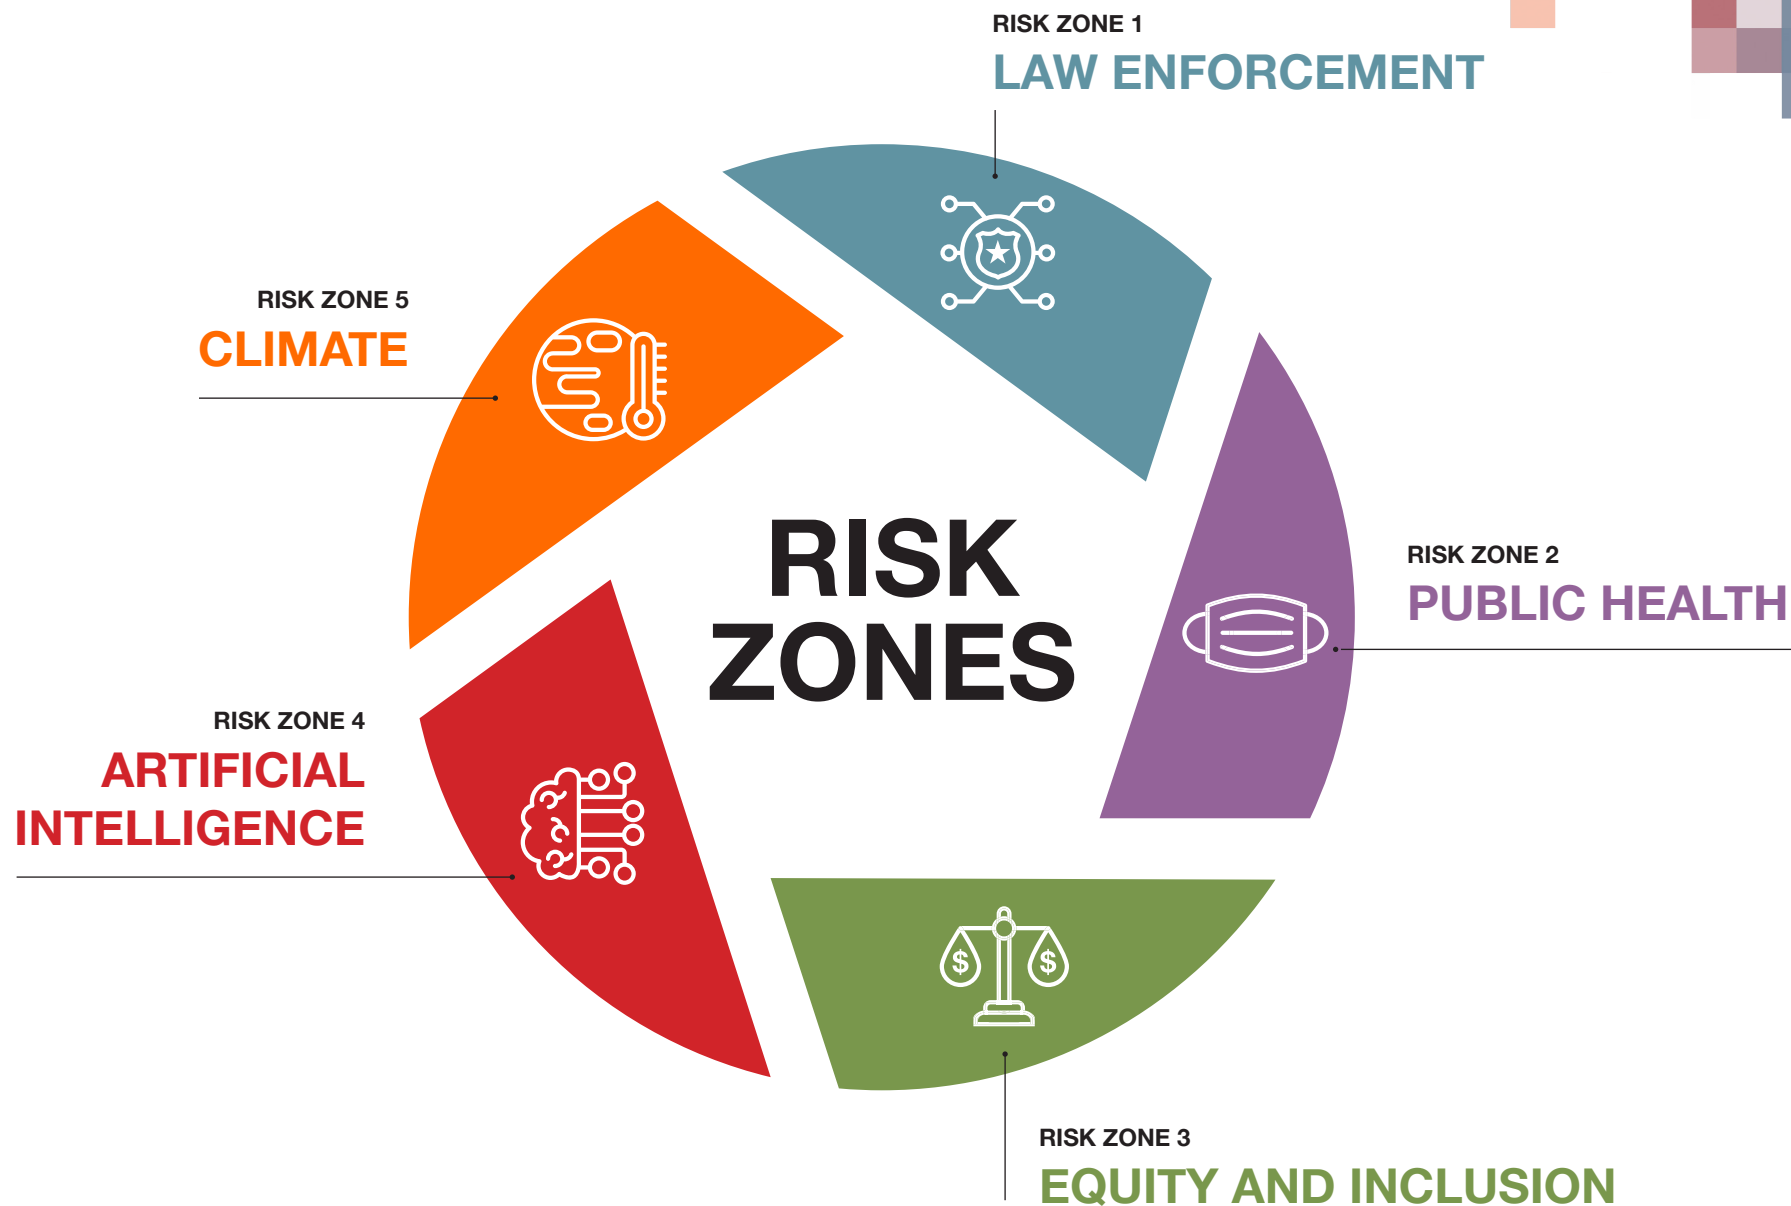 RISK ZONE 1
LAW ENFORCEMENT
RISK ZONE 5
CLIMATE
RISK
ZONES
RISK ZONE 2
PUBLIC HEALTH
RISK ZONE 4
ARTIFICIAL
INTELLIGENCE
$ $
RISK ZONE 3
EQUITY AND INCLUSION